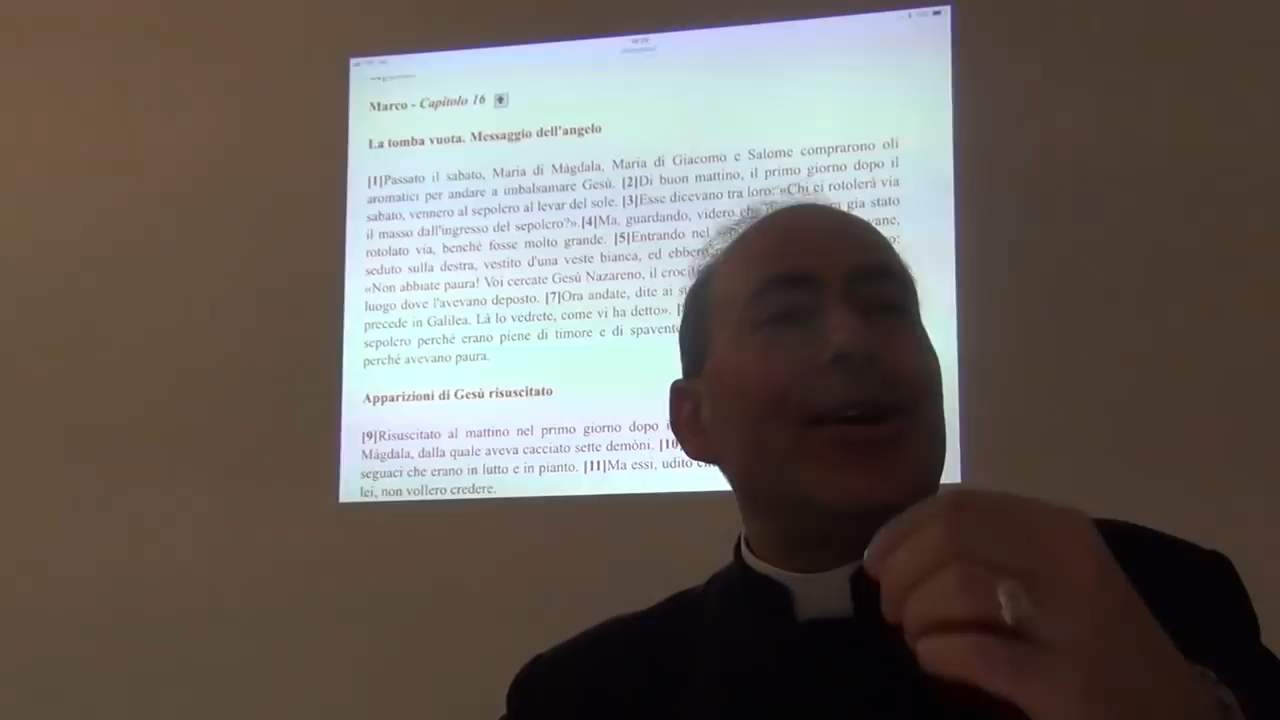 Marco - Capitolo 16
La tomba vuota. Messaggio dell'angelo
[1]Passato il sabato, Maria di Màgdala, Maria di Giacomo e Salome comprarono oli
aromatici per andare a imbalsamare Gesù. [2]Di buon mattino, il primo giorno dopo il
sabato, vennero al sepolcro al levar del sole. [3]Esse dicevano tra loro: «Chi ci rotolerà via
il masso dall'ingresso del sepolcro?».[4]Ma, guardando, videro già stato
rotolato via, benché fosse molto grande. [5]Entrando nel
seduto sulla destra, vestito d'una veste bianca, ed ebbero
«Non abbiate paura! Voi cercate Gesù Nazareno, il
luogo dove l'avevano deposto. [7]Ora andate, dite ai
precede in Galilea. Là lo vedrete, come vi ha detto».
sepolcro perché erano piene di timore e di spavento
perché avevano paura.
Apparizioni di Gesù risuscitato
[9]Risuscitato al mattino nel primo giorno dopo
Màgdala, dalla quale aveva cacciato sette demòni. [10]
seguaci che erano in lutto e in pianto. [11]Ma essi, udito
lei, non vollero credere.